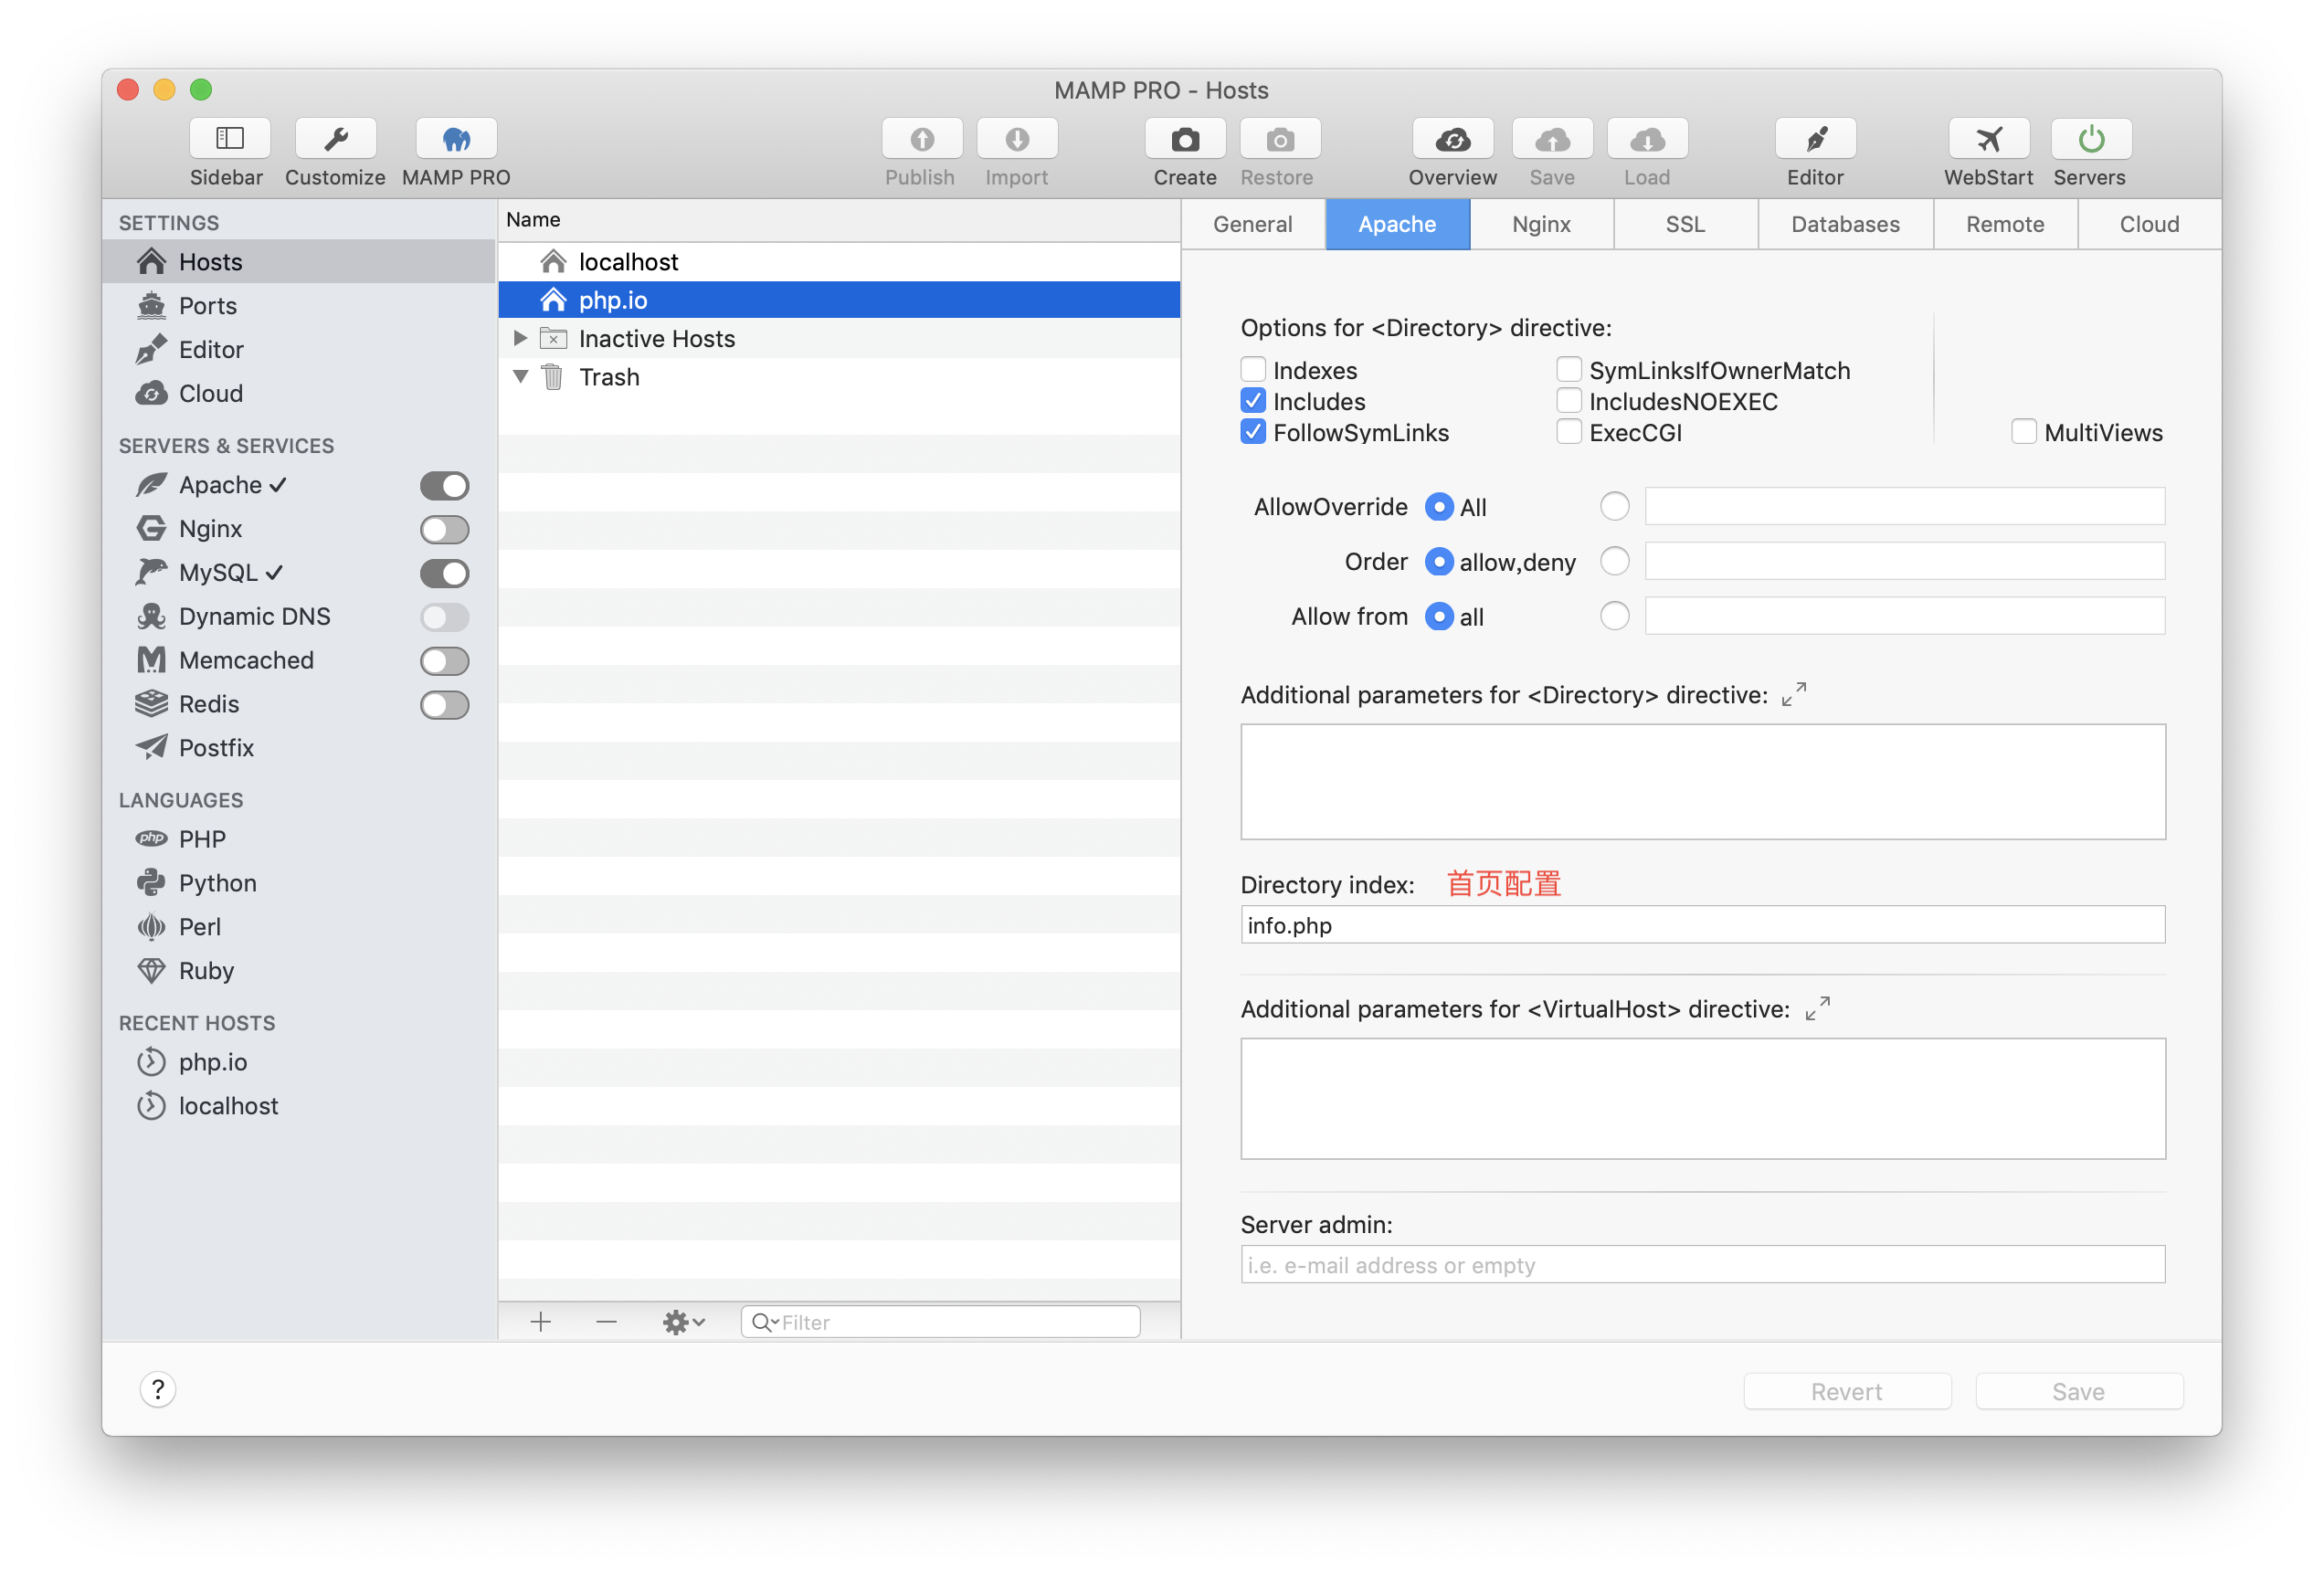 MAMP PRO - Hosts
Sidebar Customize MAMP PRO Publish Import Create Restore Overview Save Load Editor WebStart Servers
SETTINGS
Hosts
Ports
Editor
Cloud
SERVERS & SERVICES
Apache ✓
Nginx
MySQL ✓
Dynamic DNS
Memcached
Redis
Postfix
LANGUAGES
php PHP
Python
Perl
Ruby
RECENT HOSTS
php.io
localhost
Name
localhost
php.io
Inactive Hosts
Trash
Filter
General Apache Nginx SSL Databases Remote Cloud
Options for <Directory> directive:
Indexes SymLinksIfOwnerMatch
Includes IncludesNOEXEC
FollowSymLinks ExecCGI MultiViews
AllowOverride All
Order allow,deny
Allow from all
Additional parameters for <Directory> directive:
Directory index: 首页配置
info.php
Additional parameters for <VirtualHost> directive:
Server admin:
i.e. e-mail address or empty
? Revert Save